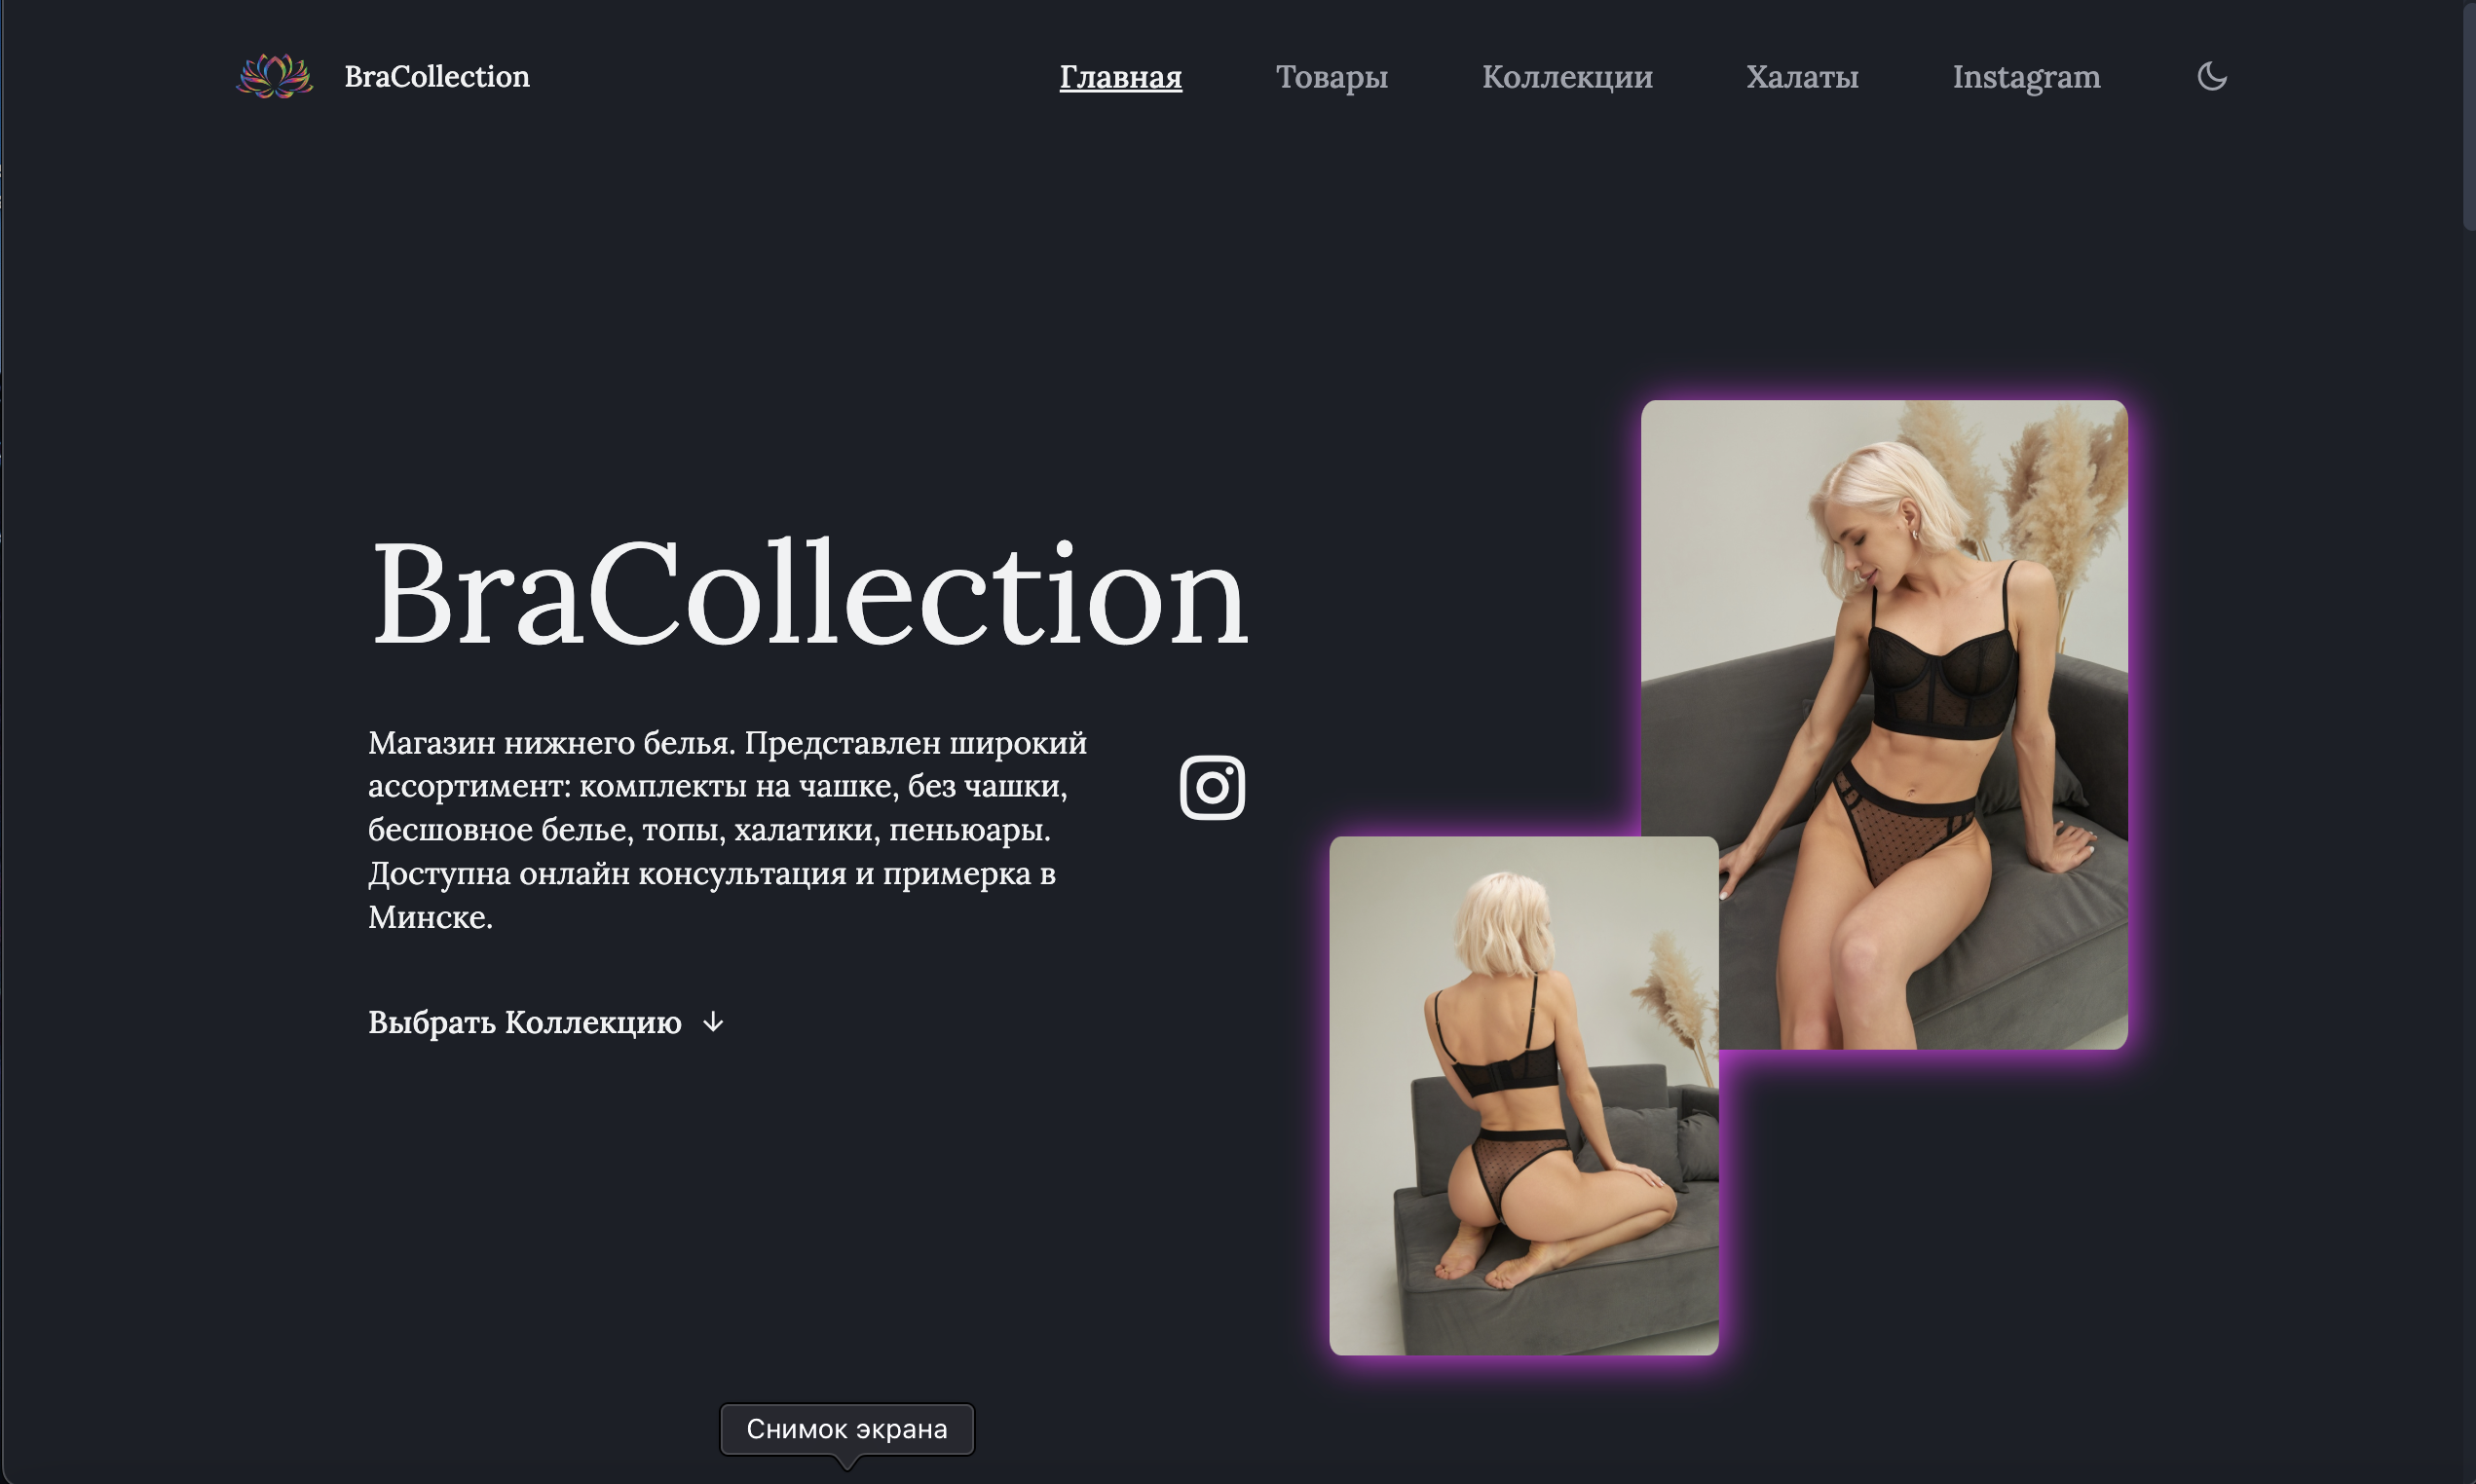 BraCollection
Главная
Товары
Коллекции
Халаты
Instagram
BraCollection
Магазин нижнего белья. Представлен широкий
ассортимент: комплекты на чашке, без чашки,
бесшовное белье, топы, халатики, пеньюары.
Доступна онлайн консультация и примерка в
Минске.
Выбрать Коллекцию
Снимок экрана